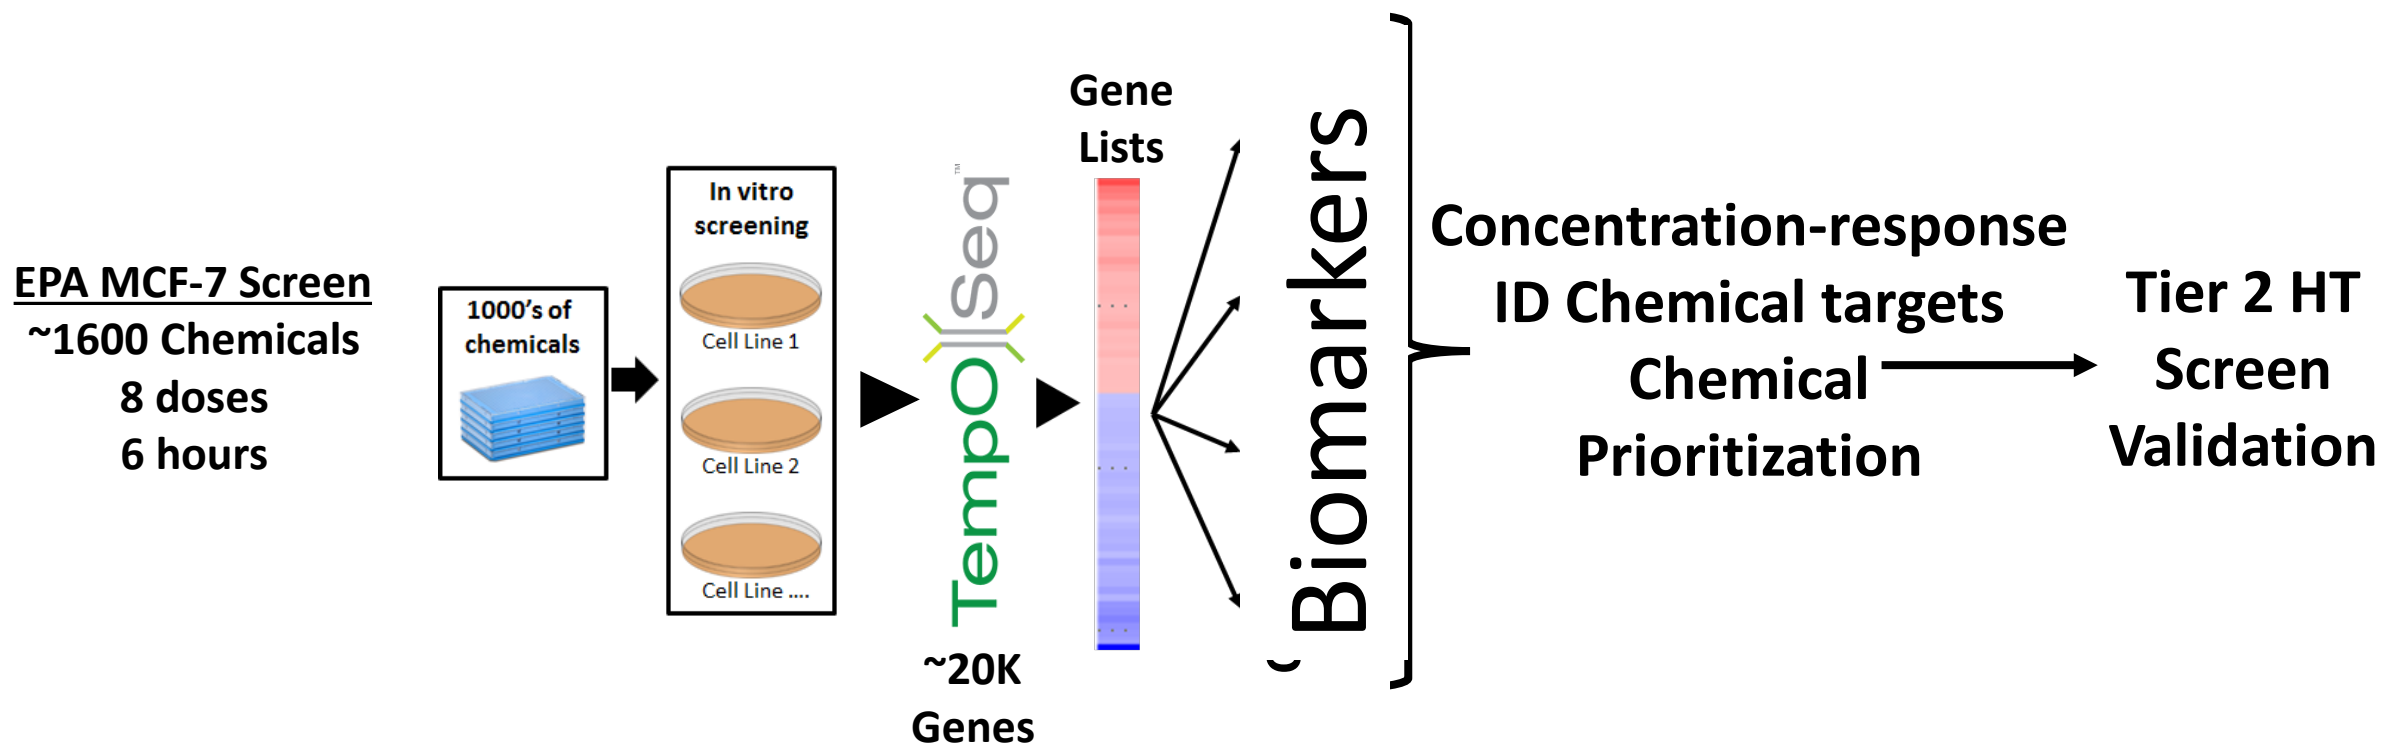 EPA MCF-7 Screen
~1600 Chemicals
8 doses
6 hours
1000's of
chemicals
In vitro
screening
Cell Line 1
Cell Line 2
Cell Line ....
TempO Seq™
~20K
Genes
Gene
Lists
. . .
. . .
. . .
Biomarkers
Concentration-response
ID Chemical targets
Chemical
Prioritization
Tier 2 HT
Screen
Validation